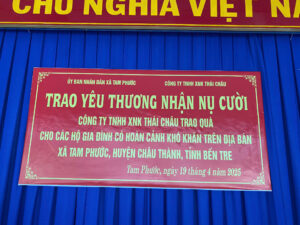 CHỦ NGHĨA VIỆT NA
ỦY BAN NHÂN DÂN XÃ TAM PHƯỚC CÔNG TY TNHH XNK THÁI CHÂU
TRAO YÊU THƯƠNG NHẬN NỤ CƯỜI
CÔNG TY TNHH XNK THÁI CHÂU TRAO QUÀ
CHO CÁC HỘ GIA ĐÌNH CÓ HOÀN CẢNH KHÓ KHĂN TRÊN ĐỊA BÀN
XÃ TAM PHƯỚC, HUYỆN CHÂU THÀNH, TỈNH BẾN TRE
Tam Phước, ngày 19 tháng 4 năm 2025